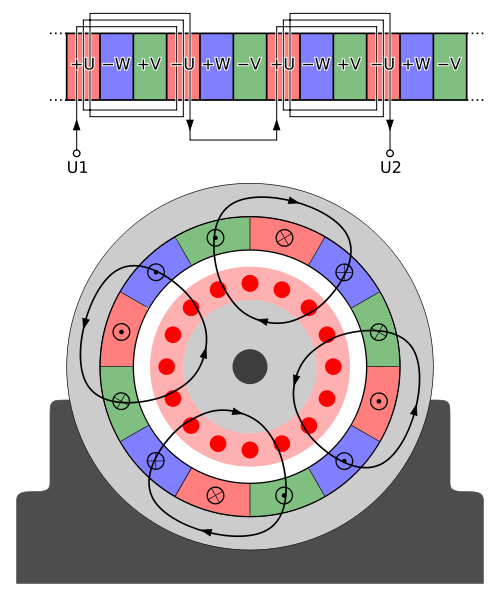 +U −W +V −U +W −V +U −W +V −U +W −V
U1 U2